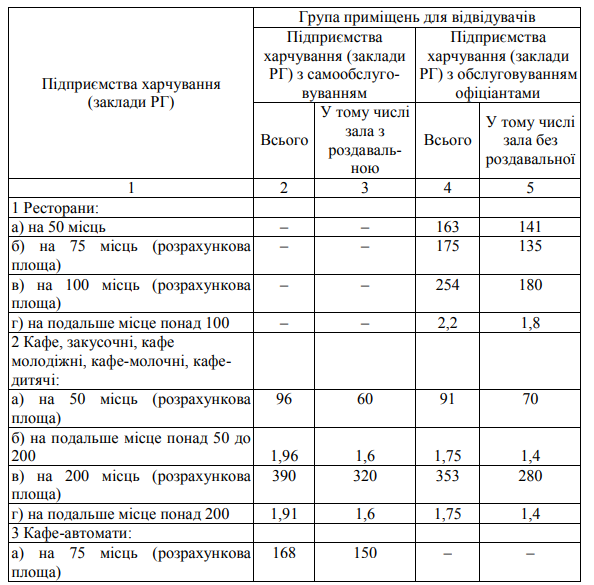 Підприємства харчування
(заклади РГ)
Група приміщень для відвідувачів
Підприємства
харчування (заклади
РГ) з самообслуго-
вуванням
Підприємства
харчування (заклади
РГ) з обслуговуванням
офіціантами
Всього
У тому числі
зала з
роздаваль-
ною
Всього
У тому числі
зала без
роздавальної
1 2 3 4 5
1 Ресторани:
а) на 50 місць – – 163 141
б) на 75 місць (розрахункова
площа) – – 175 135
в) на 100 місць (розрахункова
площа) – – 254 180
г) на подальше місце понад 100 – – 2,2 1,8
2 Кафе, закусочні, кафе
молодіжні, кафе-молочні, кафе-
дитячі:
а) на 50 місць (розрахункова
площа) 96 60 91 70
б) на подальше місце понад 50 до
200 1,96 1,6 1,75 1,4
в) на 200 місць (розрахункова
площа) 390 320 353 280
г) на подальше місце понад 200 1,91 1,6 1,75 1,4
3 Кафе-автомати:
а) на 75 місць (розрахункова
площа) 168 150 – –